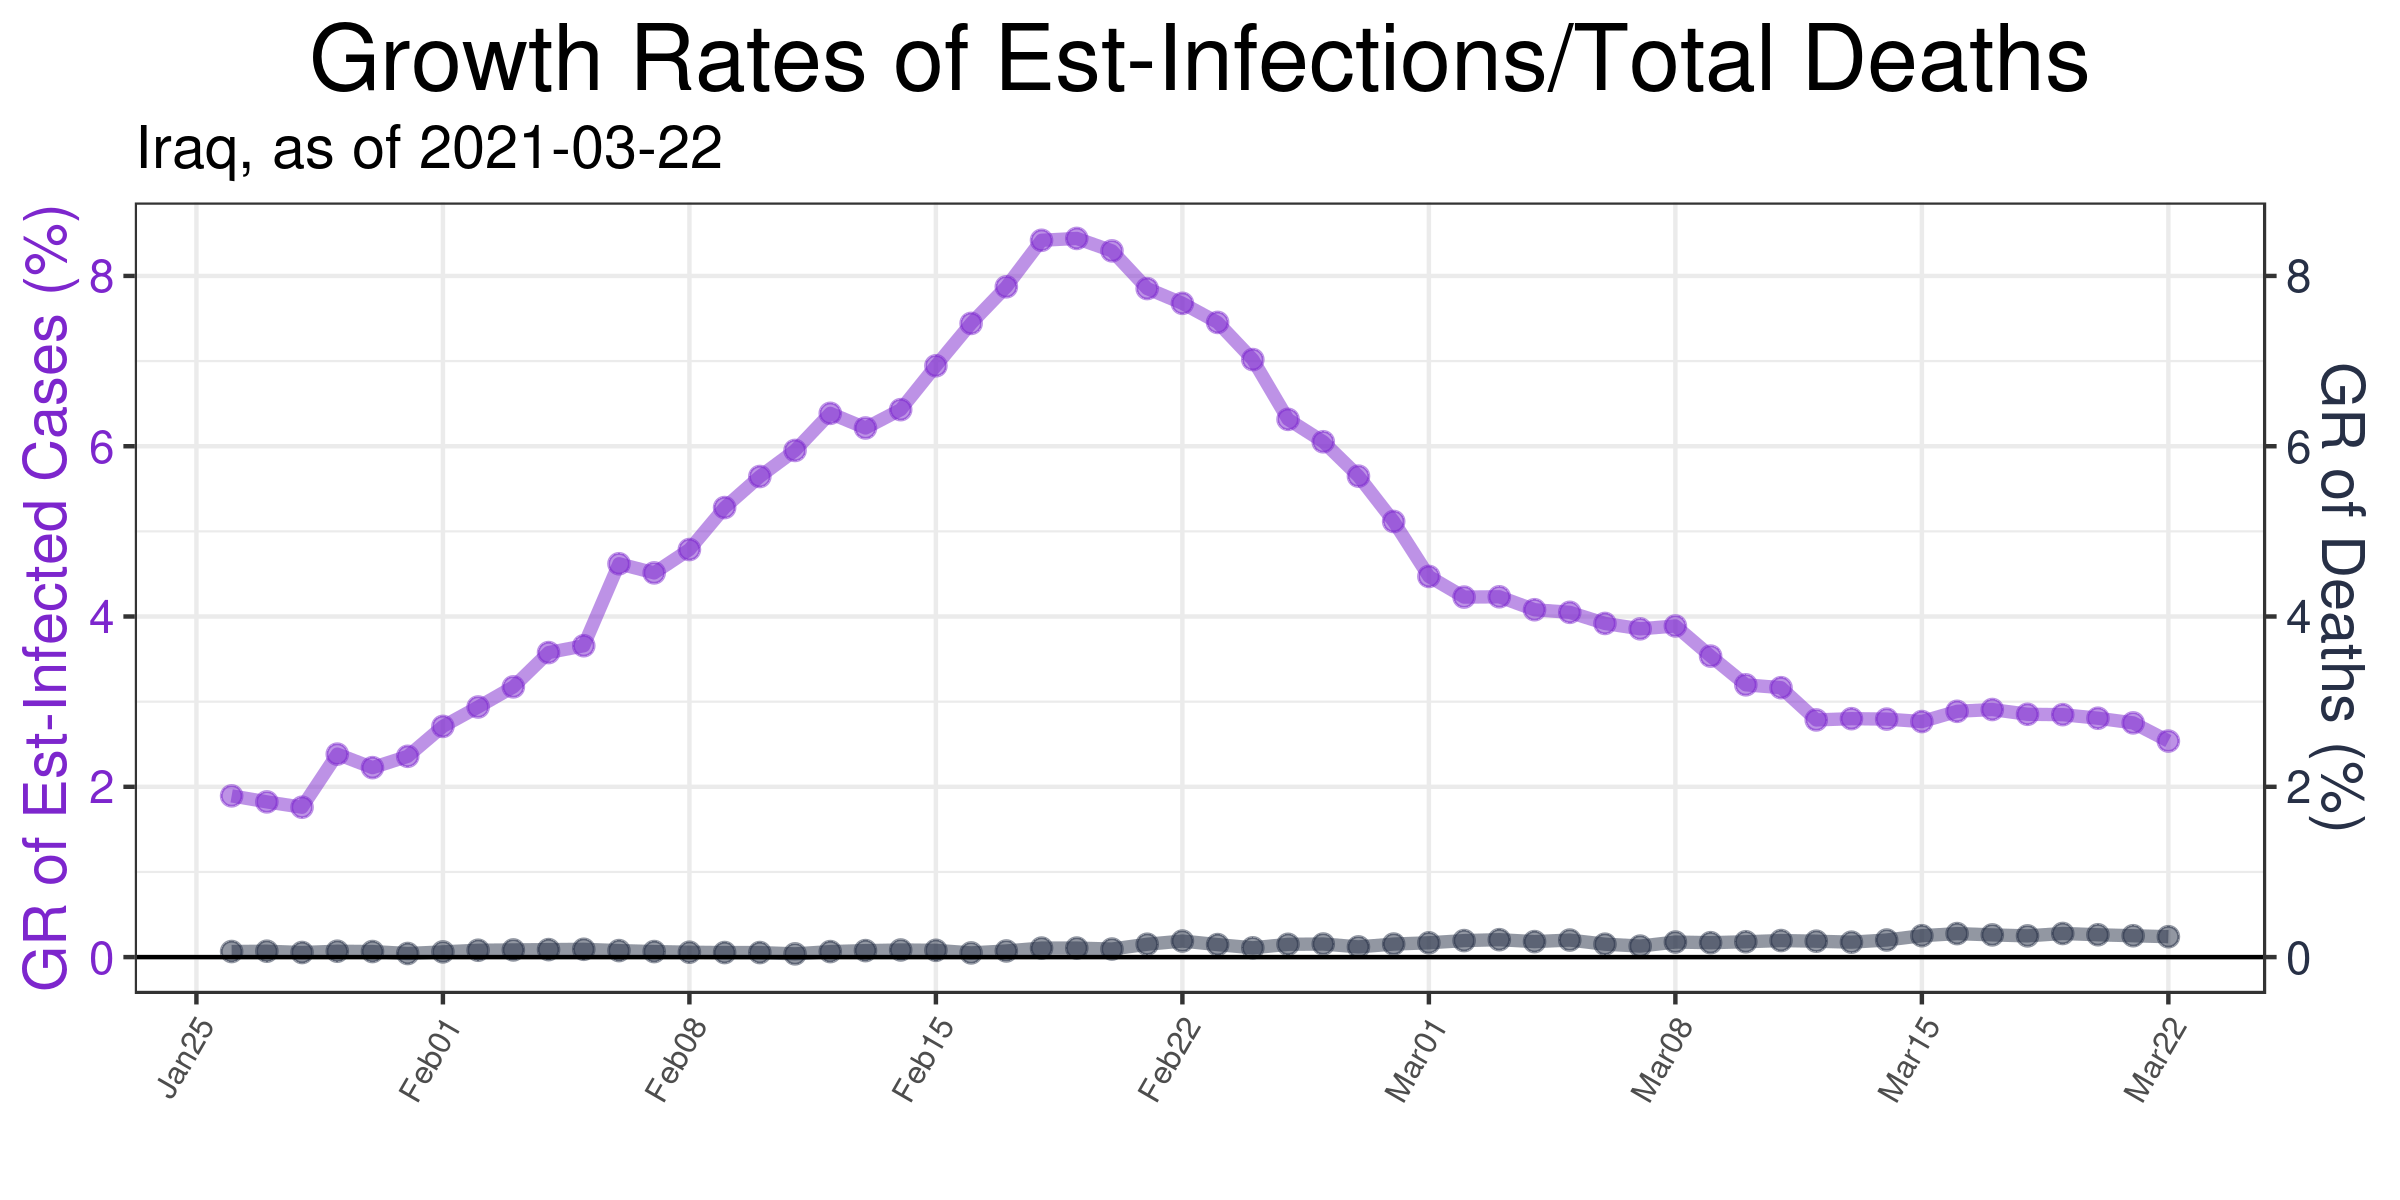 Growth Rates of Est-Infections/Total Deaths
Iraq, as of 2021-03-22
GR of Est-Infected Cases (%)
8
6
4
2
0
8
6
4
2
0
GR of Deaths (%)
Jan25
Feb01
Feb08
Feb15
Feb22
Mar01
Mar08
Mar15
Mar22